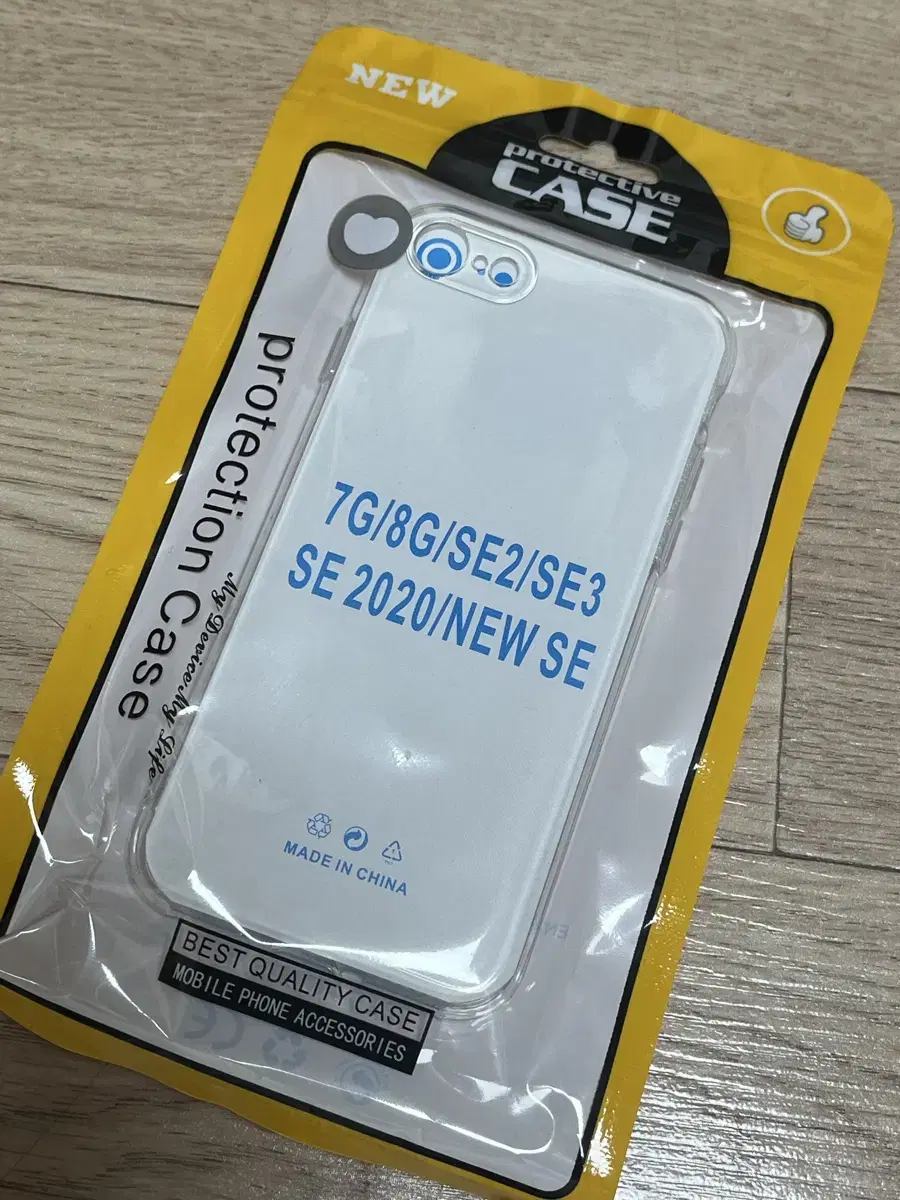 NEW
protective
CASE
protection Case
My Device My Life
7G/8G/SE2/SE3
SE 2020/NEW SE
MADE IN CHINA
BEST QUALITY CASE
MOBILE PHONE ACCESSORIES
CE